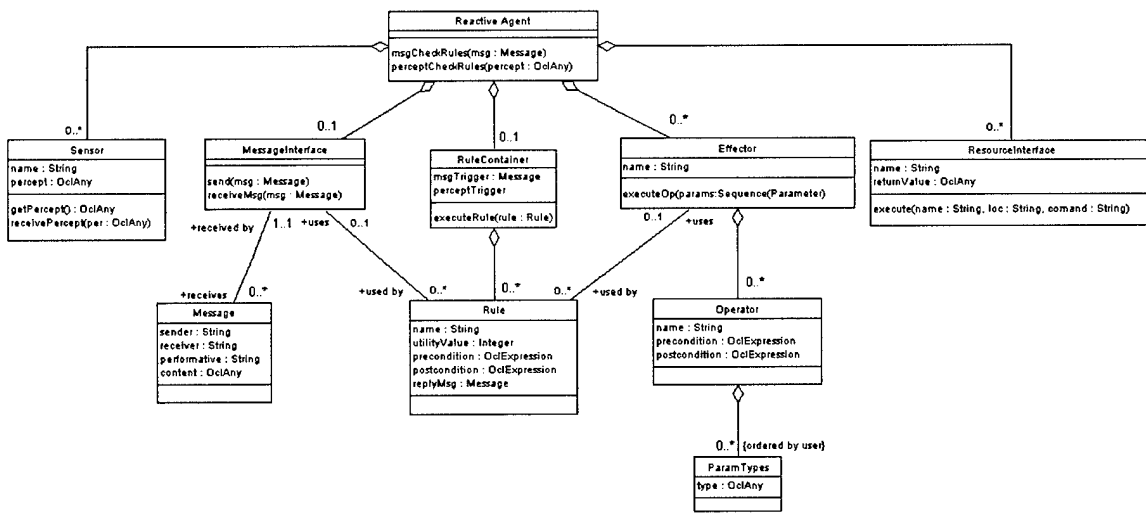 Reactive Agent
msgCheckRules(msg : Message)
perceptCheckRules(percept : OclAny)
0..*
0..1
0..1
0..*
0..*
Sensor
name : String
percept : OclAny
getPercept() : OclAny
receivePercept(per : OclAny)
MessageInterface
send(msg : Message)
receiveMsg(msg : Message)
RuleContainer
msgTrigger : Message
perceptTrigger
executeRule(rule : Rule)
Effector
name : String
executeOp(params:Sequence(Parameter)
ResourceInterface
name : String
returnValue : OclAny
execute(name : String, loc : String, comand : String)
+received by
1..1
+uses
0..1
0..1
+uses
+receives
0..*
+used by
0..*
0..*
0..*
+used by
0..*
Message
sender : String
receiver : String
performative : String
content : OclAny
Rule
name : String
utilityValue : Integer
precondition : OclExpression
postcondition : OclExpression
replyMsg : Message
Operator
name : String
precondition : OclExpression
postcondition : OclExpression
0..*
{ordered by user}
ParamTypes
type : OclAny